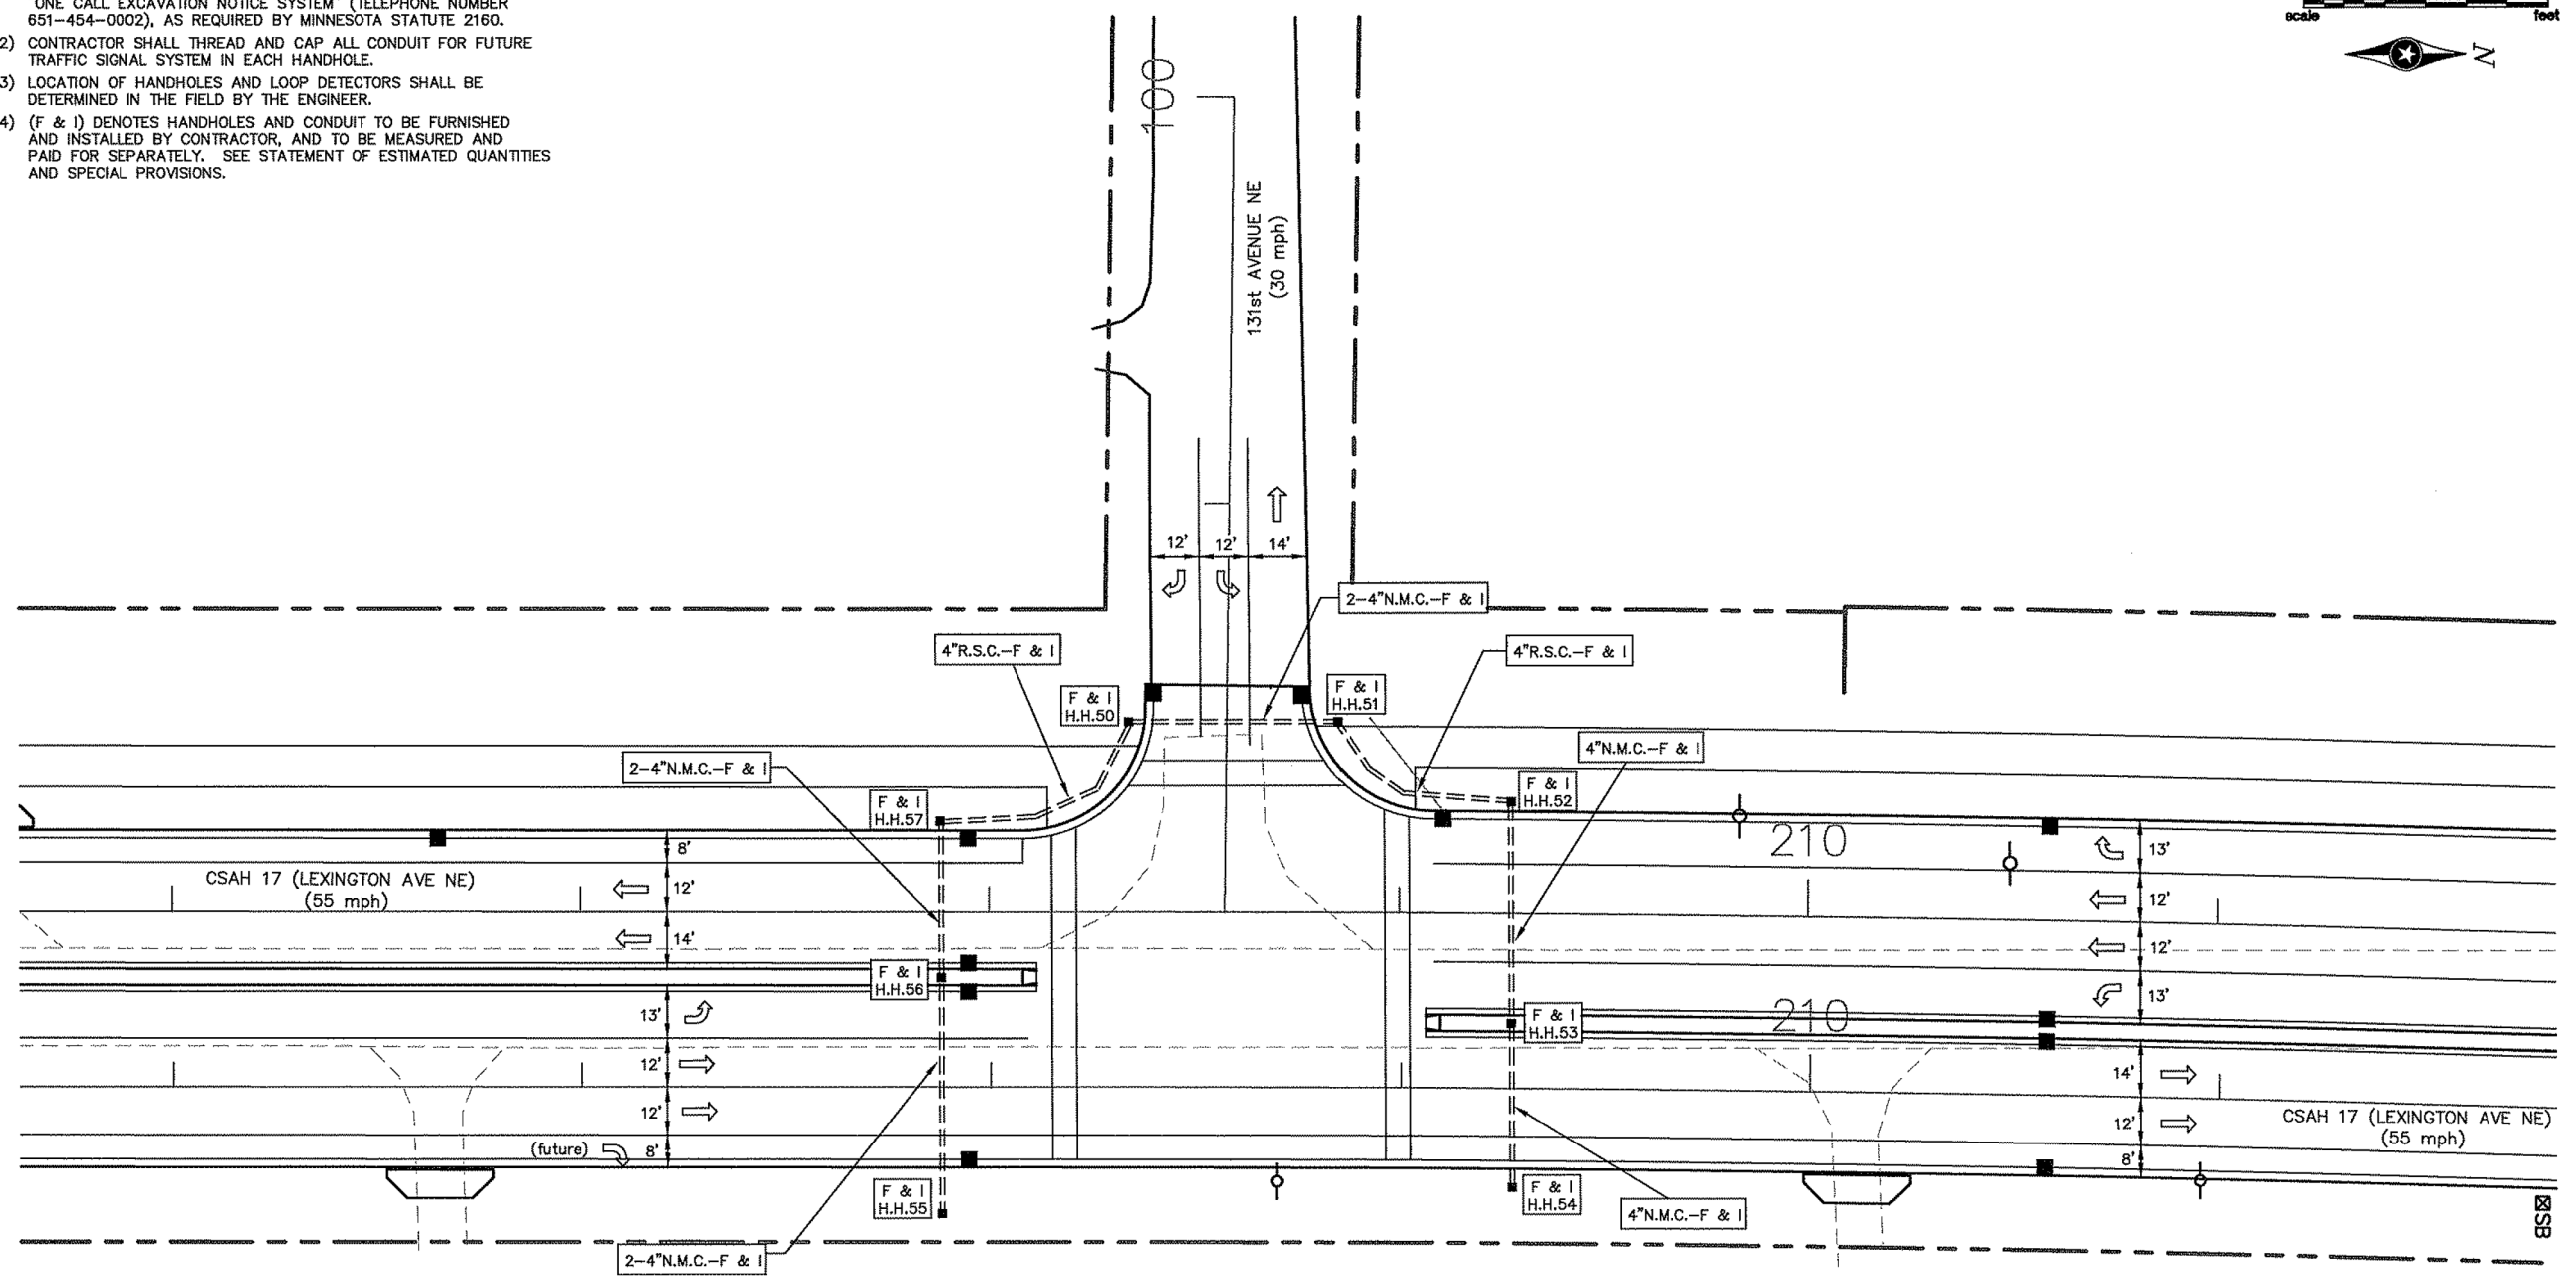 "ONE CALL EXCAVATION NOTICE SYSTEM" (TELEPHONE NUMBER
651-454-0002), AS REQUIRED BY MINNESOTA STATUTE 2160.
2) CONTRACTOR SHALL THREAD AND CAP ALL CONDUIT FOR FUTURE
TRAFFIC SIGNAL SYSTEM IN EACH HANDHOLE.
3) LOCATION OF HANDHOLES AND LOOP DETECTORS SHALL BE
DETERMINED IN THE FIELD BY THE ENGINEER.
4) (F & I) DENOTES HANDHOLES AND CONDUIT TO BE FURNISHED
AND INSTALLED BY CONTRACTOR, AND TO BE MEASURED AND
PAID FOR SEPARATELY. SEE STATEMENT OF ESTIMATED QUANTITIES
AND SPECIAL PROVISIONS.
scale
feet
N
100
131st AVENUE NE
(30 mph)
12'
12'
14'
2-4"N.M.C.-F & I
4"R.S.C.-F & I
4"R.S.C.-F & I
F & I
H.H.50
F & I
H.H.51
2-4"N.M.C.-F & I
4"N.M.C.-F & I
F & I
H.H.57
F & I
H.H.52
8'
210
13'
CSAH 17 (LEXINGTON AVE NE)
(55 mph)
12'
12'
14'
12'
F & I
H.H.56
13'
13'
210
F & I
H.H.53
12'
14'
12'
12'
CSAH 17 (LEXINGTON AVE NE)
(55 mph)
(future)
8'
8'
F & I
H.H.55
F & I
H.H.54
4"N.M.C.-F & I
SB
2-4"N.M.C.-F & I